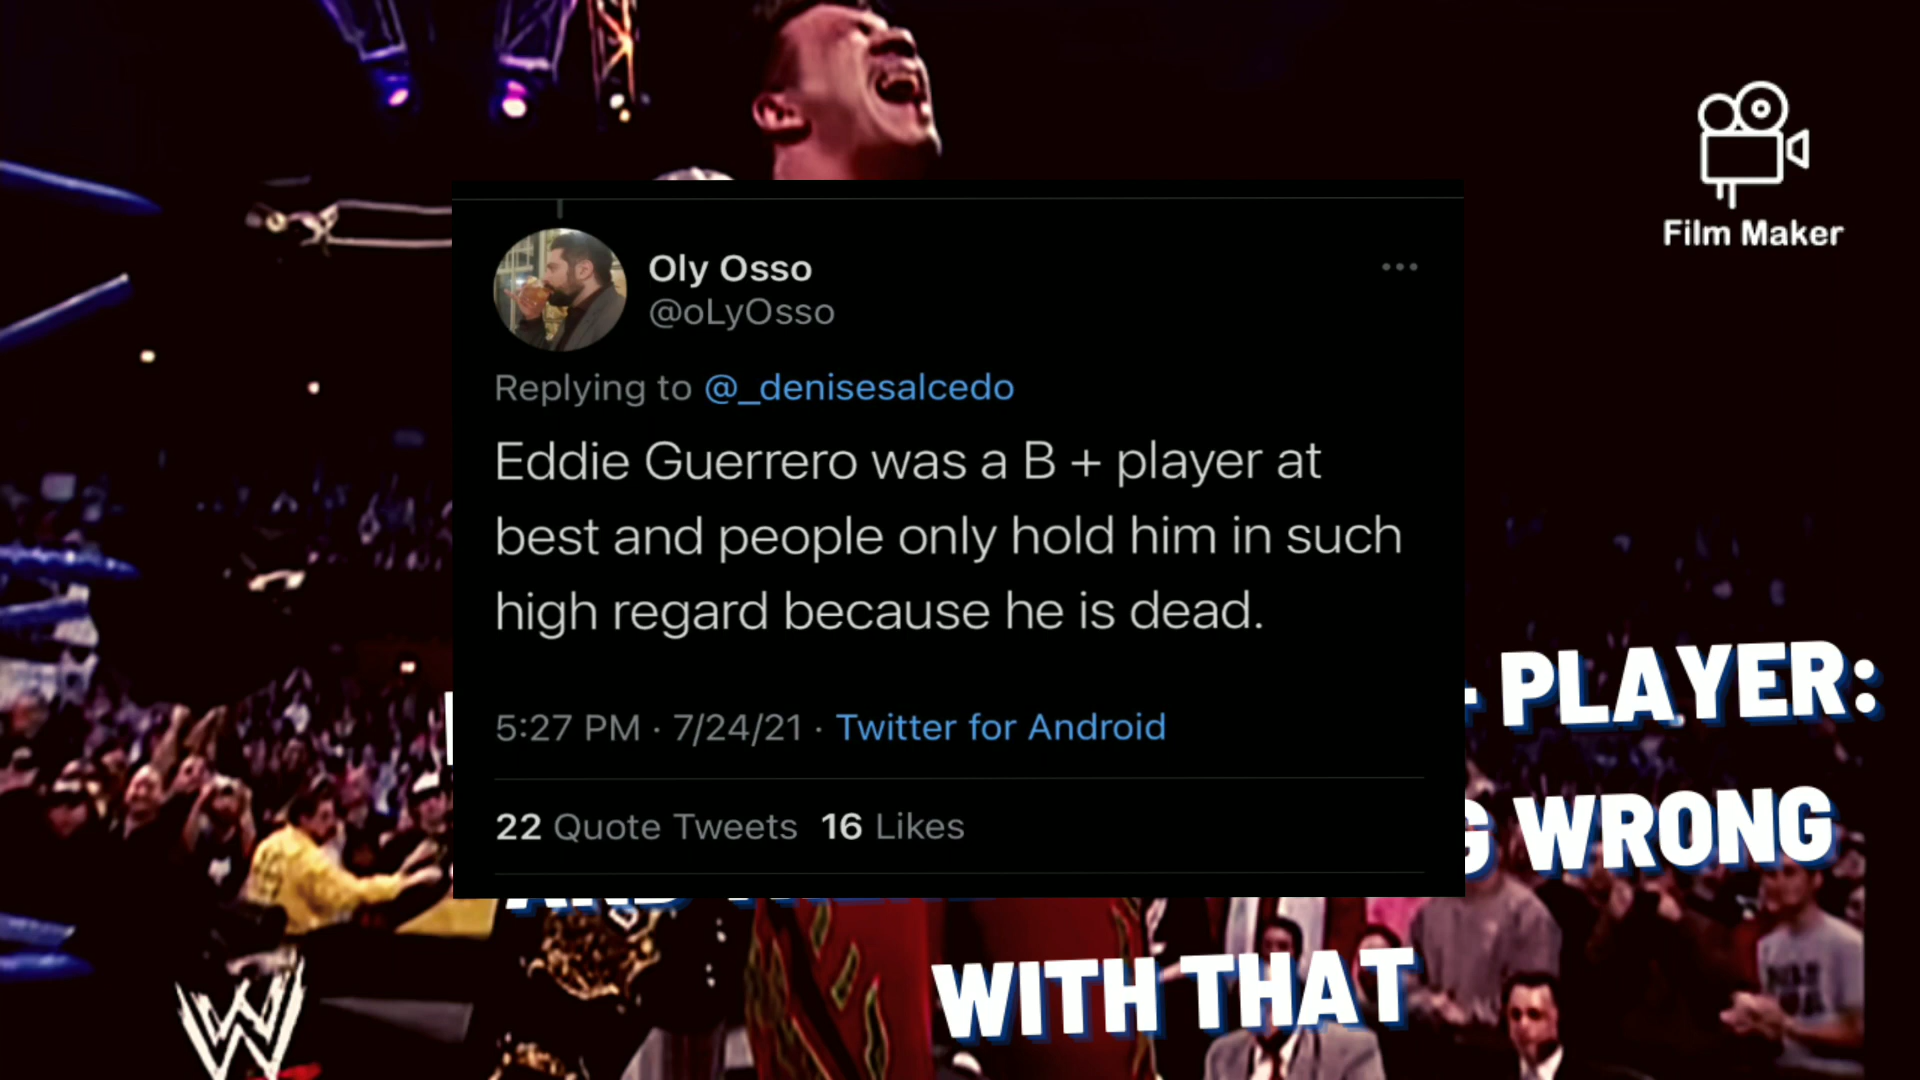 Film Maker
Oly Osso
@oLyOsso
Replying to @_denisesalcedo
Eddie Guerrero was a B + player at
best and people only hold him in such
high regard because he is dead.
5:27 PM · 7/24/21 · Twitter for Android
22 Quote Tweets 16 Likes
PLAYER:
WRONG
WITH THAT
W